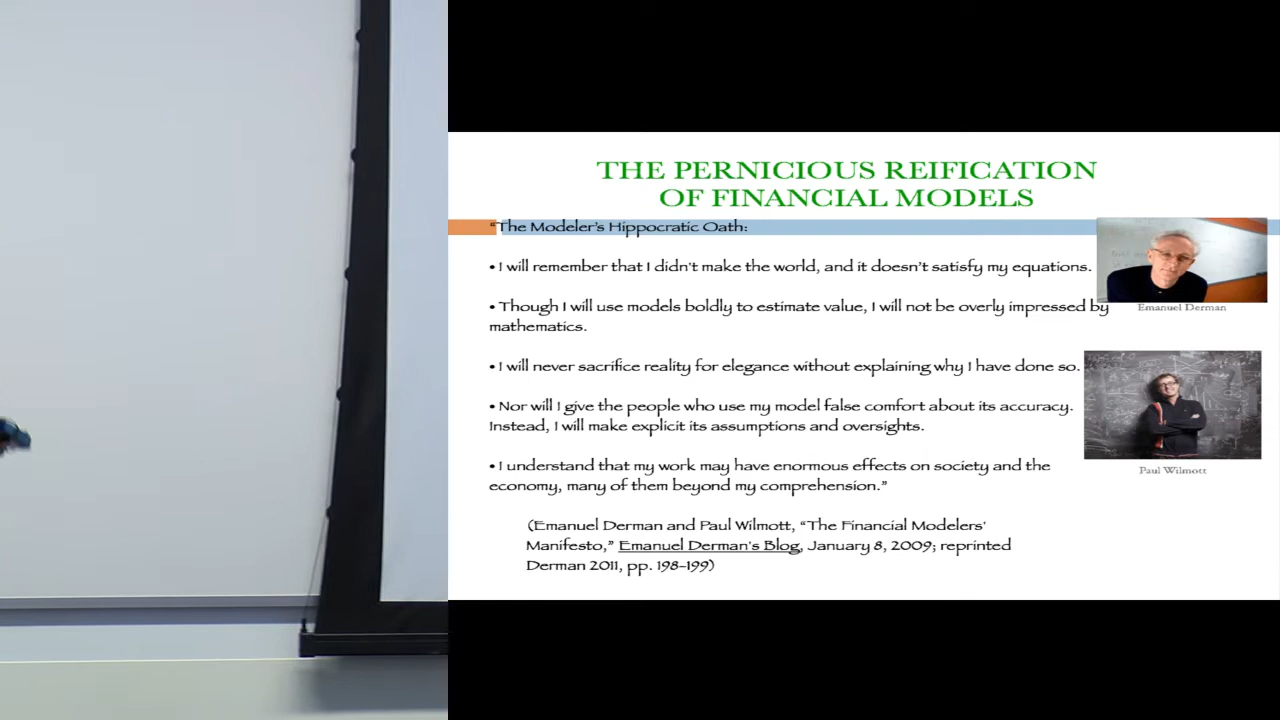 THE PERNICIOUS REIFICATION
OF FINANCIAL MODELS
“The Modeler’s Hippocratic Oath:
• I will remember that I didn't make the world, and it doesn’t satisfy my equations.
• Though I will use models boldly to estimate value, I will not be overly impressed by
mathematics.
• I will never sacrifice reality for elegance without explaining why I have done so.
• Nor will I give the people who use my model false comfort about its accuracy.
Instead, I will make explicit its assumptions and oversights.
• I understand that my work may have enormous effects on society and the
economy, many of them beyond my comprehension.”
(Emanuel Derman and Paul Wilmott, “The Financial Modelers'
Manifesto,” Emanuel Derman's Blog, January 8, 2009; reprinted
Derman 2011, pp. 198-199)
Emanuel Derman
Paul Wilmott